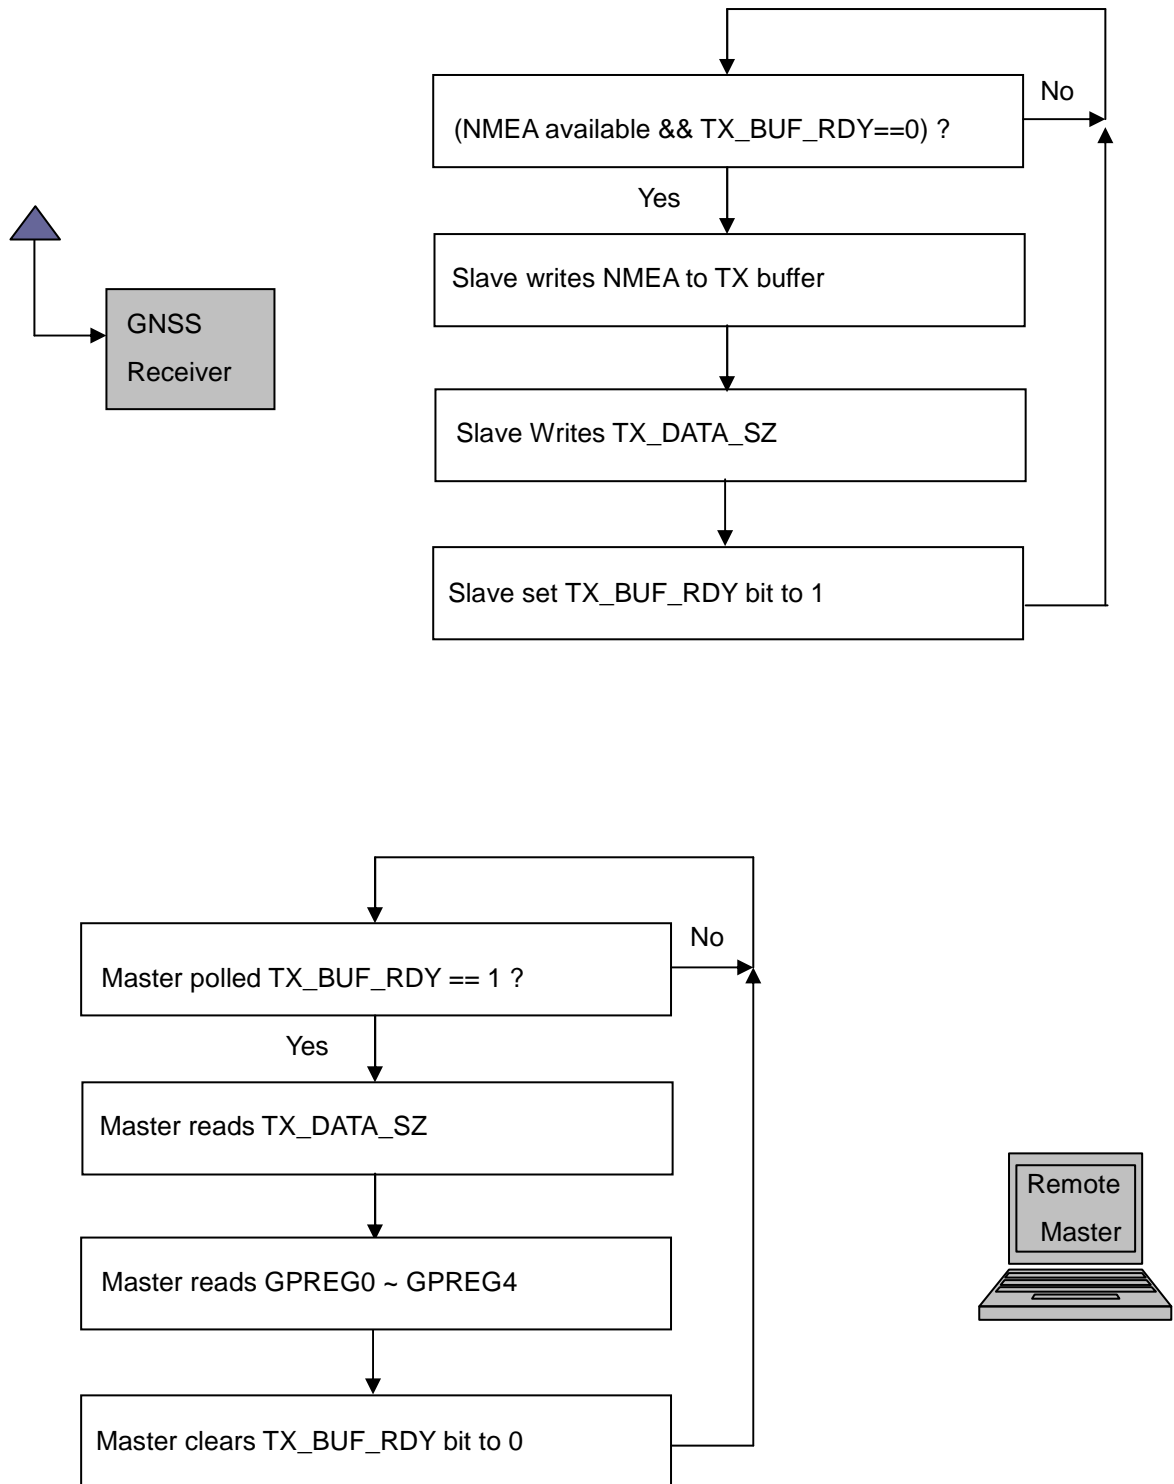 No
(NMEA available && TX_BUF_RDY==0) ?
Yes
Slave writes NMEA to TX buffer
GNSS
Receiver
Slave Writes TX_DATA_SZ
Slave set TX_BUF_RDY bit to 1
No
Master polled TX_BUF_RDY == 1 ?
Yes
Master reads TX_DATA_SZ
Remote
Master
Master reads GPREG0 ~ GPREG4
Master clears TX_BUF_RDY bit to 0